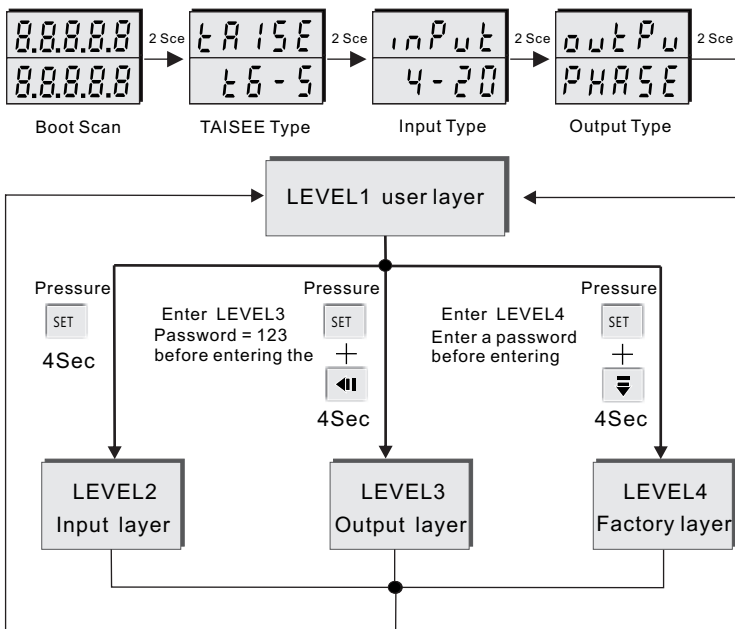 8.8.8.8.8
8.8.8.8.8
2 Sce
tAISE
t6-S
2 Sce
inPut
4-20
2 Sce
outPu
PHASE
2 Sce
Boot Scan
TAISEE Type
Input Type
Output Type
LEVEL1 user layer
Pressure
SET
4Sec
Enter LEVEL3
Password = 123
before entering the
Pressure
SET
+
4Sec
Enter LEVEL4
Enter a password
before entering
Pressure
SET
+
4Sec
LEVEL2
Input layer
LEVEL3
Output layer
LEVEL4
Factory layer